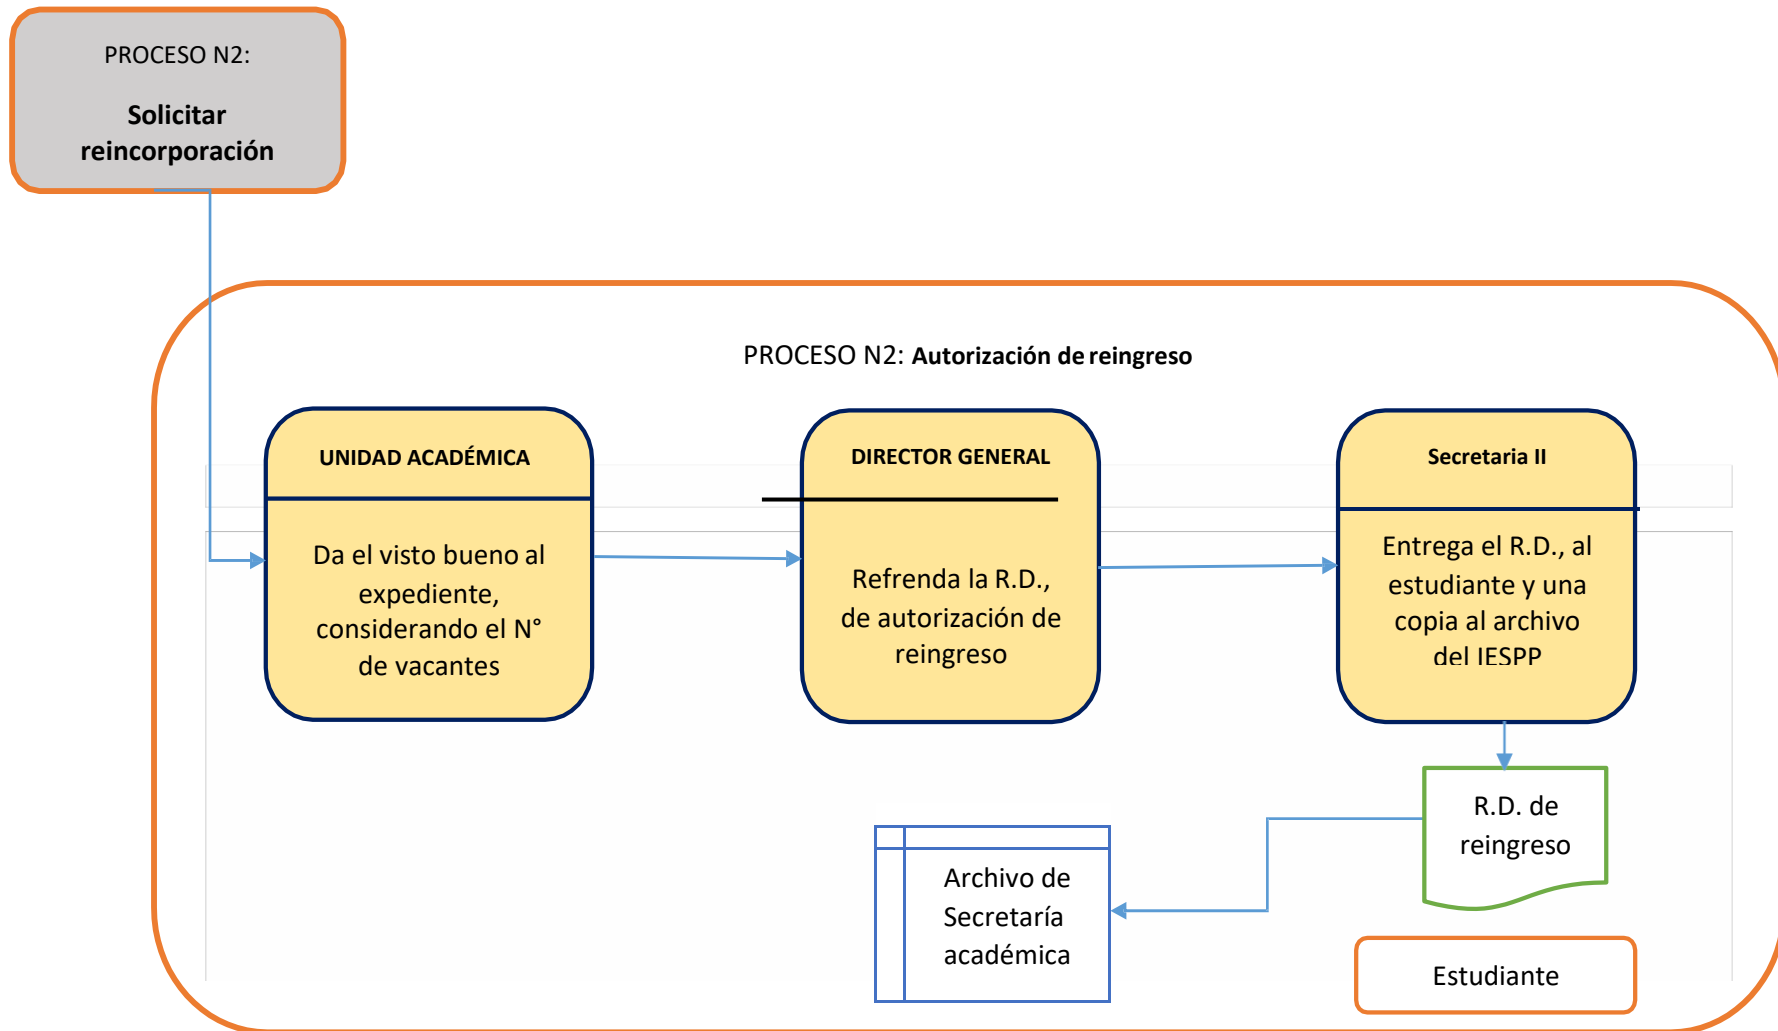 PROCESO N2:
Solicitar
reincorporación
PROCESO N2: Autorización de reingreso
UNIDAD ACADÉMICA
Da el visto bueno al
expediente,
considerando el N°
de vacantes
DIRECTOR GENERAL
Refrenda la R.D.,
de autorización de
reingreso
Secretaria II
Entrega el R.D., al
estudiante y una
copia al archivo
del IESPP
R.D. de
reingreso
Archivo de
Secretaría
académica
Estudiante